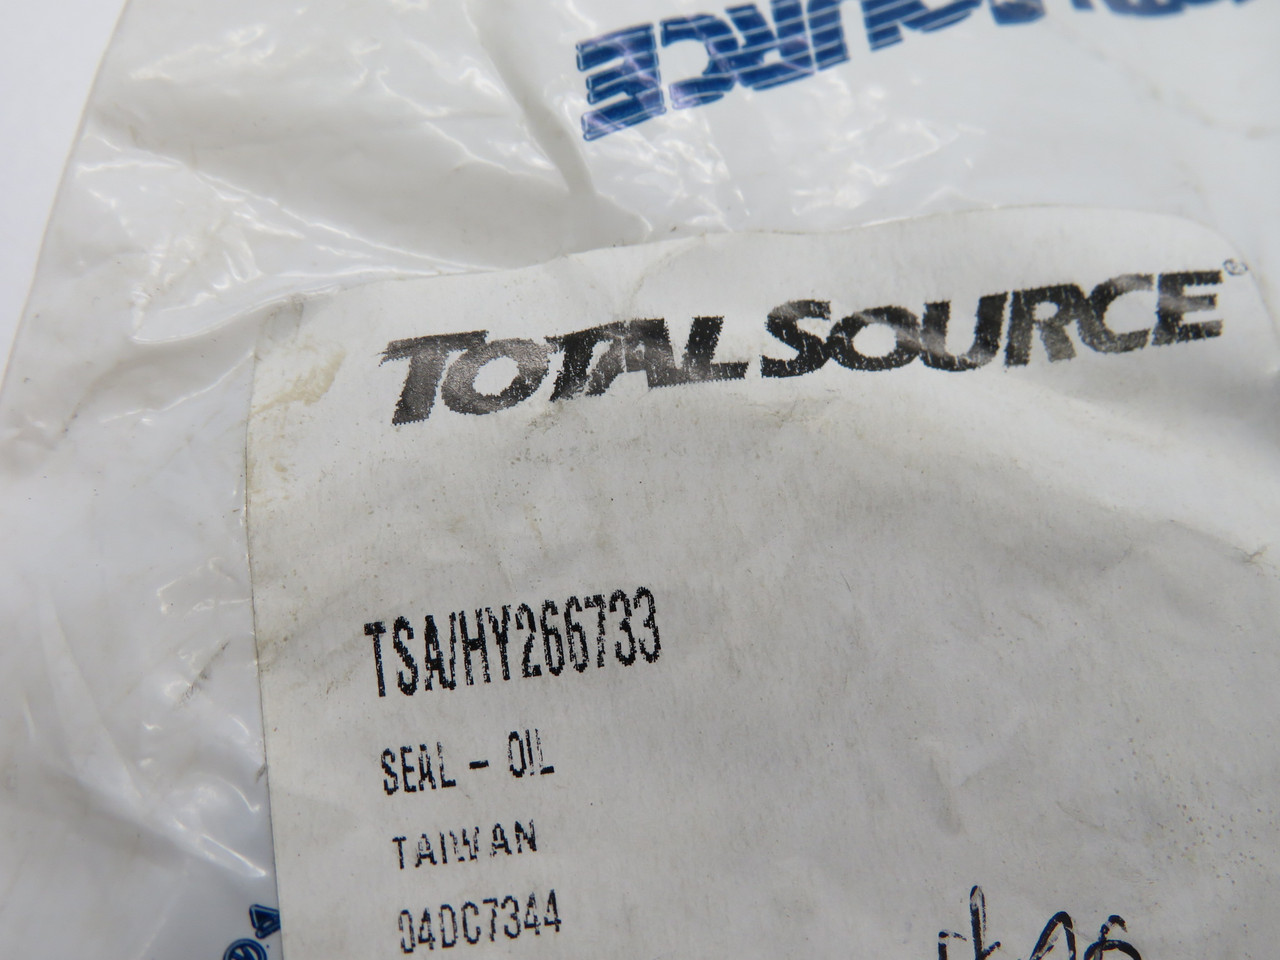 TOTALSOURCE®
TSA/HY266733
SEAL - OIL
TAIWAN
04DC7344